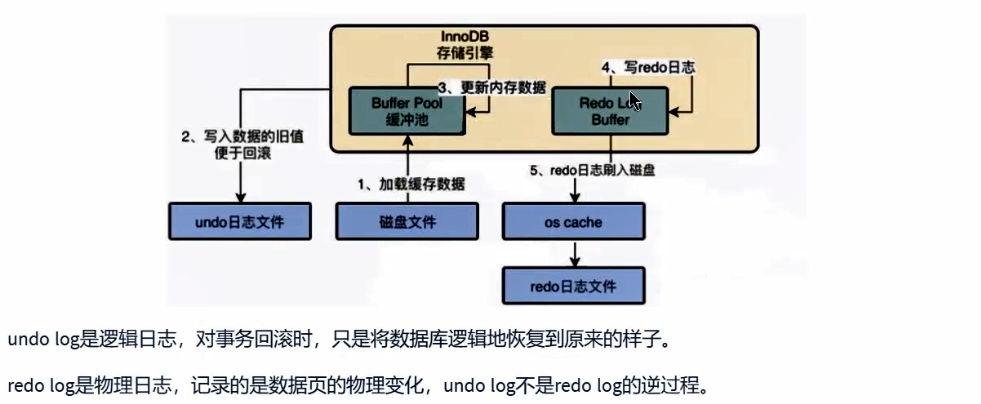 InnoDB
存储引擎
4、写redo日志
3、更新内存数据
Buffer Pool
缓冲池
Redo Log
Buffer
2、写入数据的旧值
便于回滚
5、redo日志刷入磁盘
1、加载缓存数据
undo日志文件
磁盘文件
os cache
redo日志文件
undo log是逻辑日志，对事务回滚时，只是将数据库逻辑地恢复到原来的样子。
redo log是物理日志，记录的是数据页的物理变化，undo log不是redo log的逆过程。